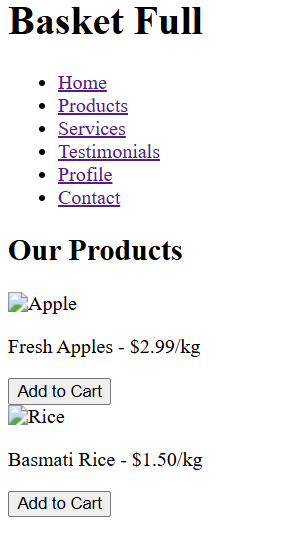 Basket Full
Home
Products
Services
Testimonials
Profile
Contact
Our Products
Apple
Fresh Apples - $2.99/kg
Add to Cart
Rice
Basmati Rice - $1.50/kg
Add to Cart